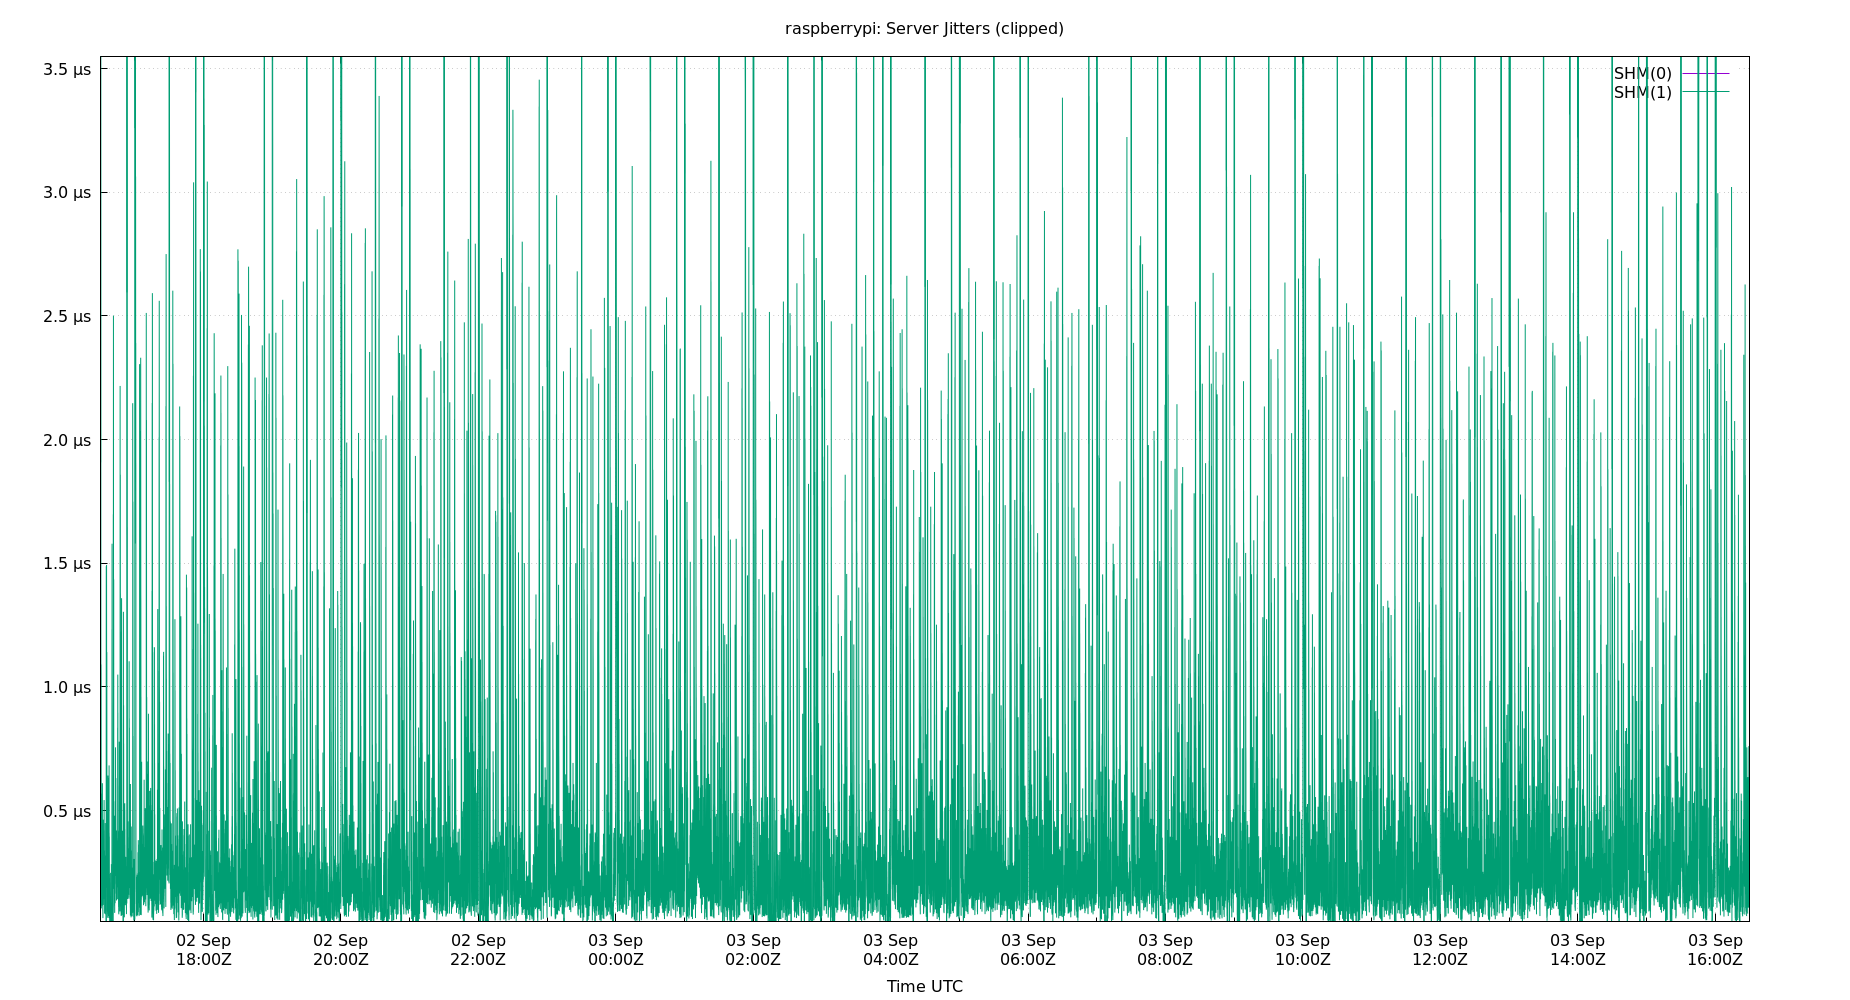 raspberrypi: Server Jitters (clipped)
3.5 µs
3.0 µs
2.5 µs
2.0 µs
1.5 µs
1.0 µs
0.5 µs
SHM(0)
SHM(1)
02 Sep 02 Sep 02 Sep 03 Sep 03 Sep 03 Sep 03 Sep 03 Sep 03 Sep 03 Sep 03 Sep 03 Sep
18:00Z 20:00Z 22:00Z 00:00Z 02:00Z 04:00Z 06:00Z 08:00Z 10:00Z 12:00Z 14:00Z 16:00Z
Time UTC